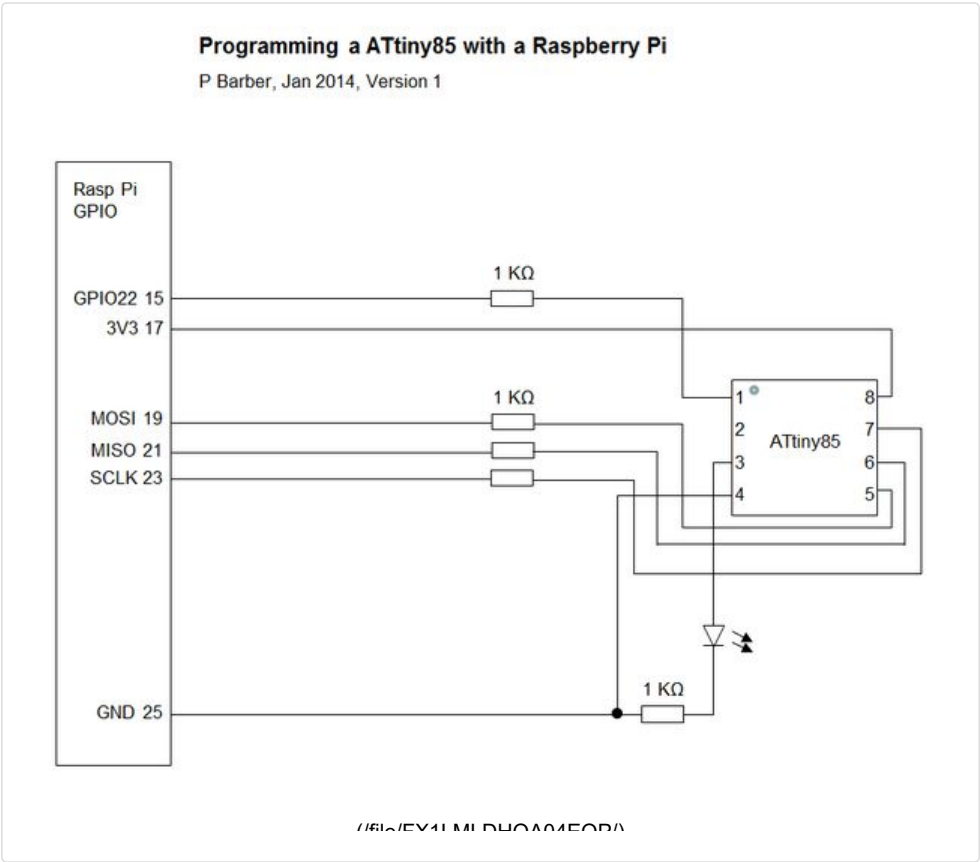 Programming a ATtiny85 with a Raspberry Pi
P Barber, Jan 2014, Version 1
Rasp Pi
GPIO
1 KΩ
GPIO22 15
3V3 17
1 KΩ
MOSI 19
MISO 21
SCLK 23
1
2
3
4
ATtiny85
8
7
6
5
1 KΩ
GND 25